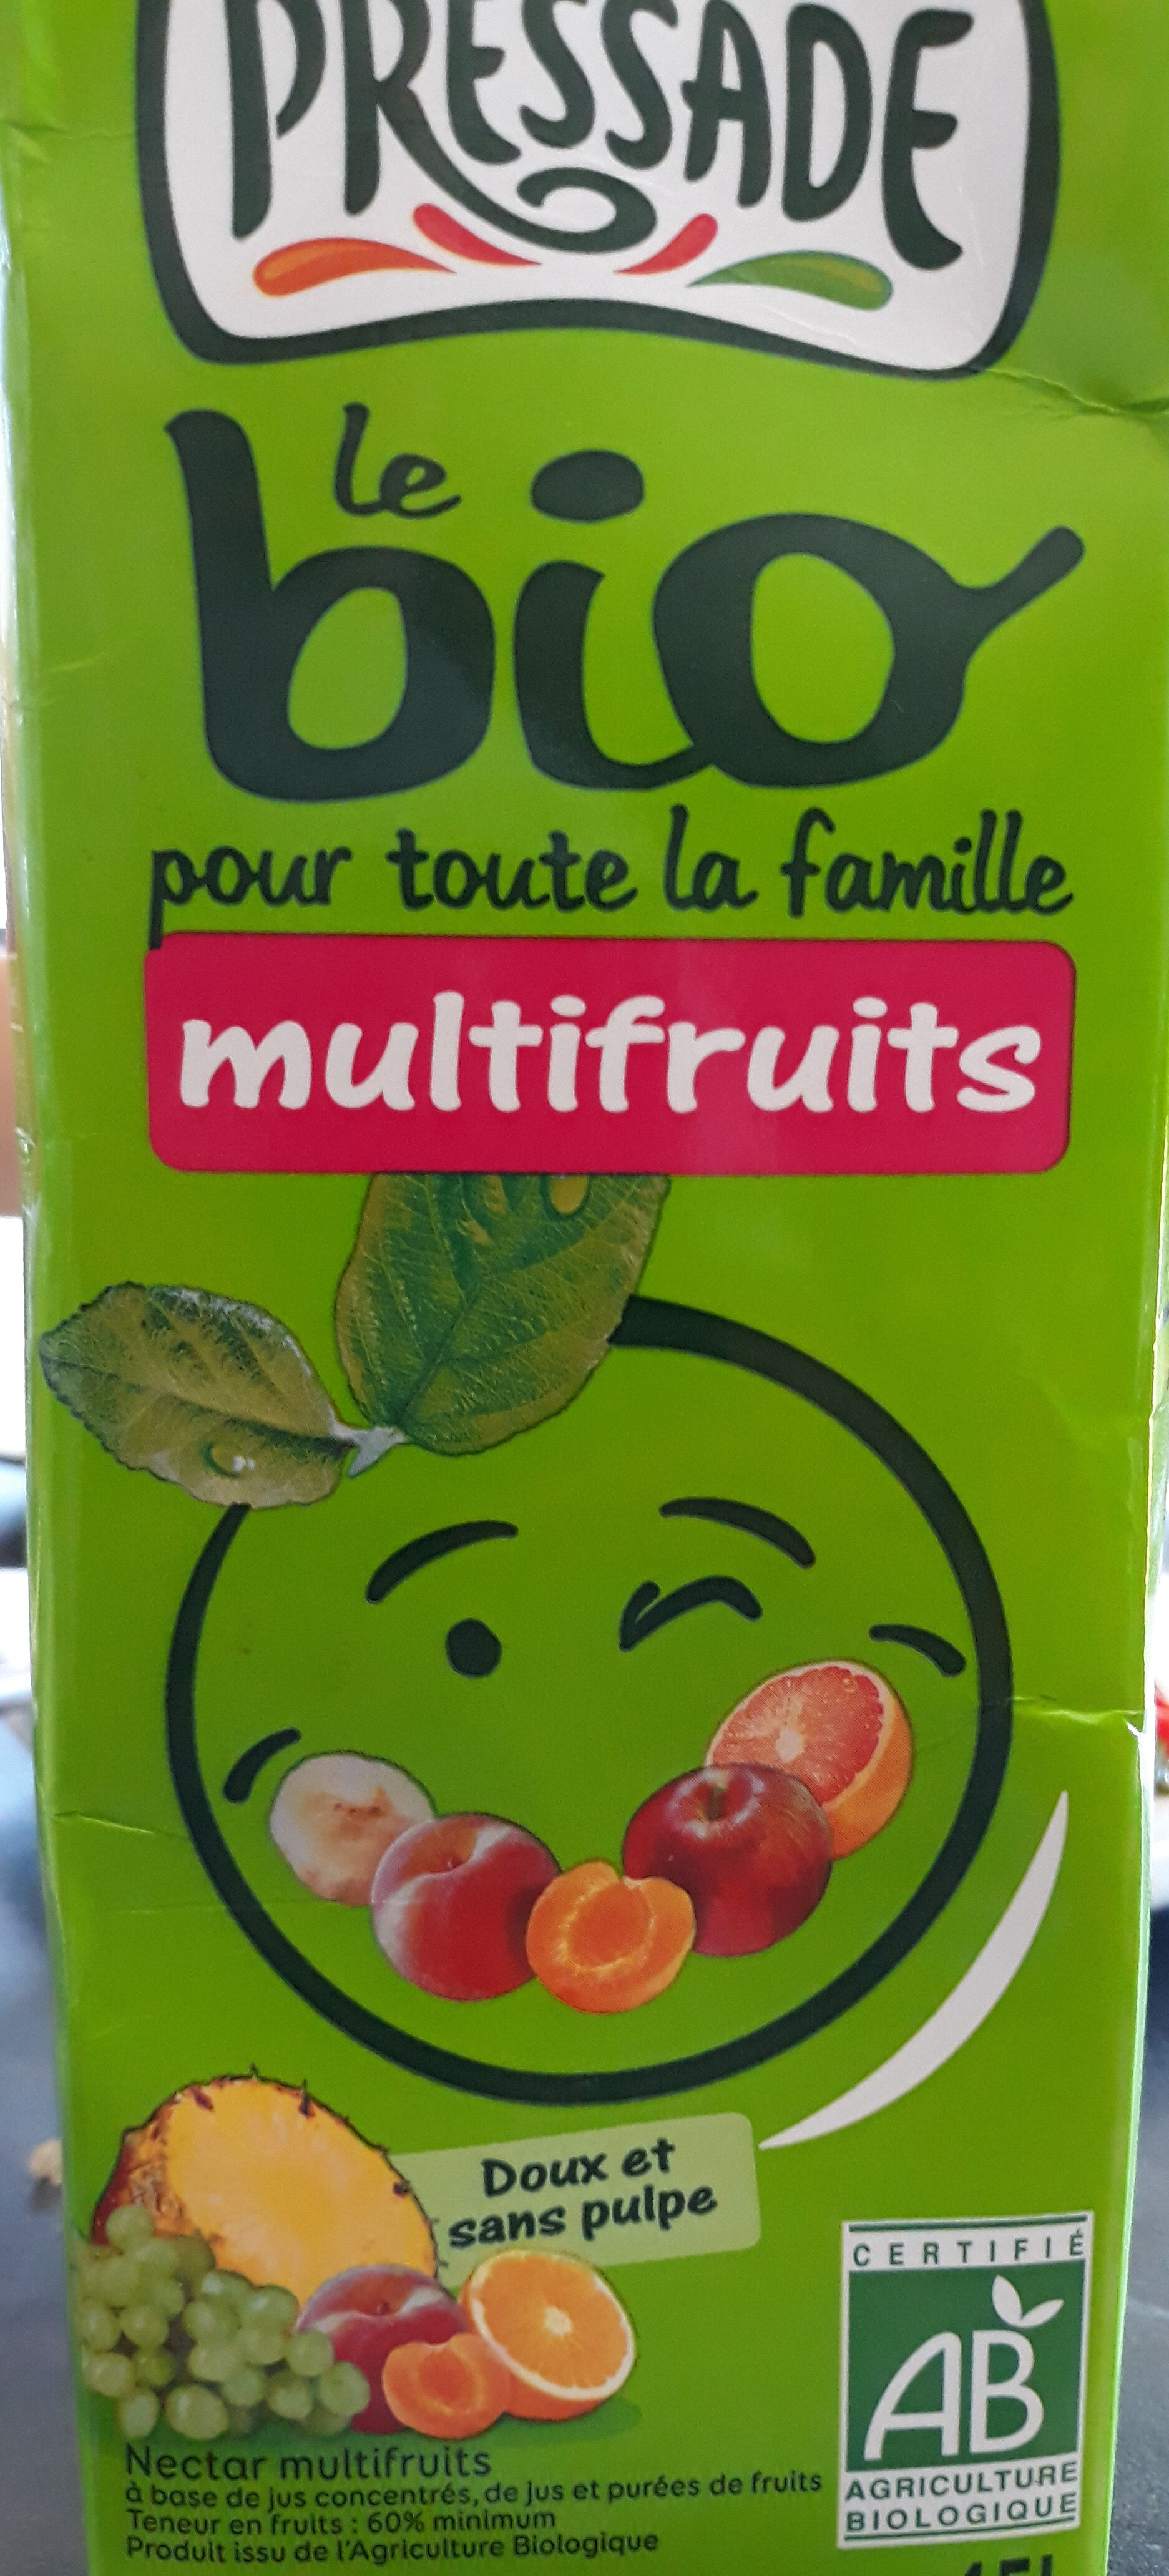 PRESSADE
le
bio
pour toute la famille
multifruits
Doux et
sans pulpe
CERTIFIÉ
AB
AGRICULTURE
BIOLOGIQUE
Nectar multifruits
à base de jus concentrés, de jus et purées de fruits
Teneur en fruits : 60% minimum
Produit issu de l'Agriculture Biologique